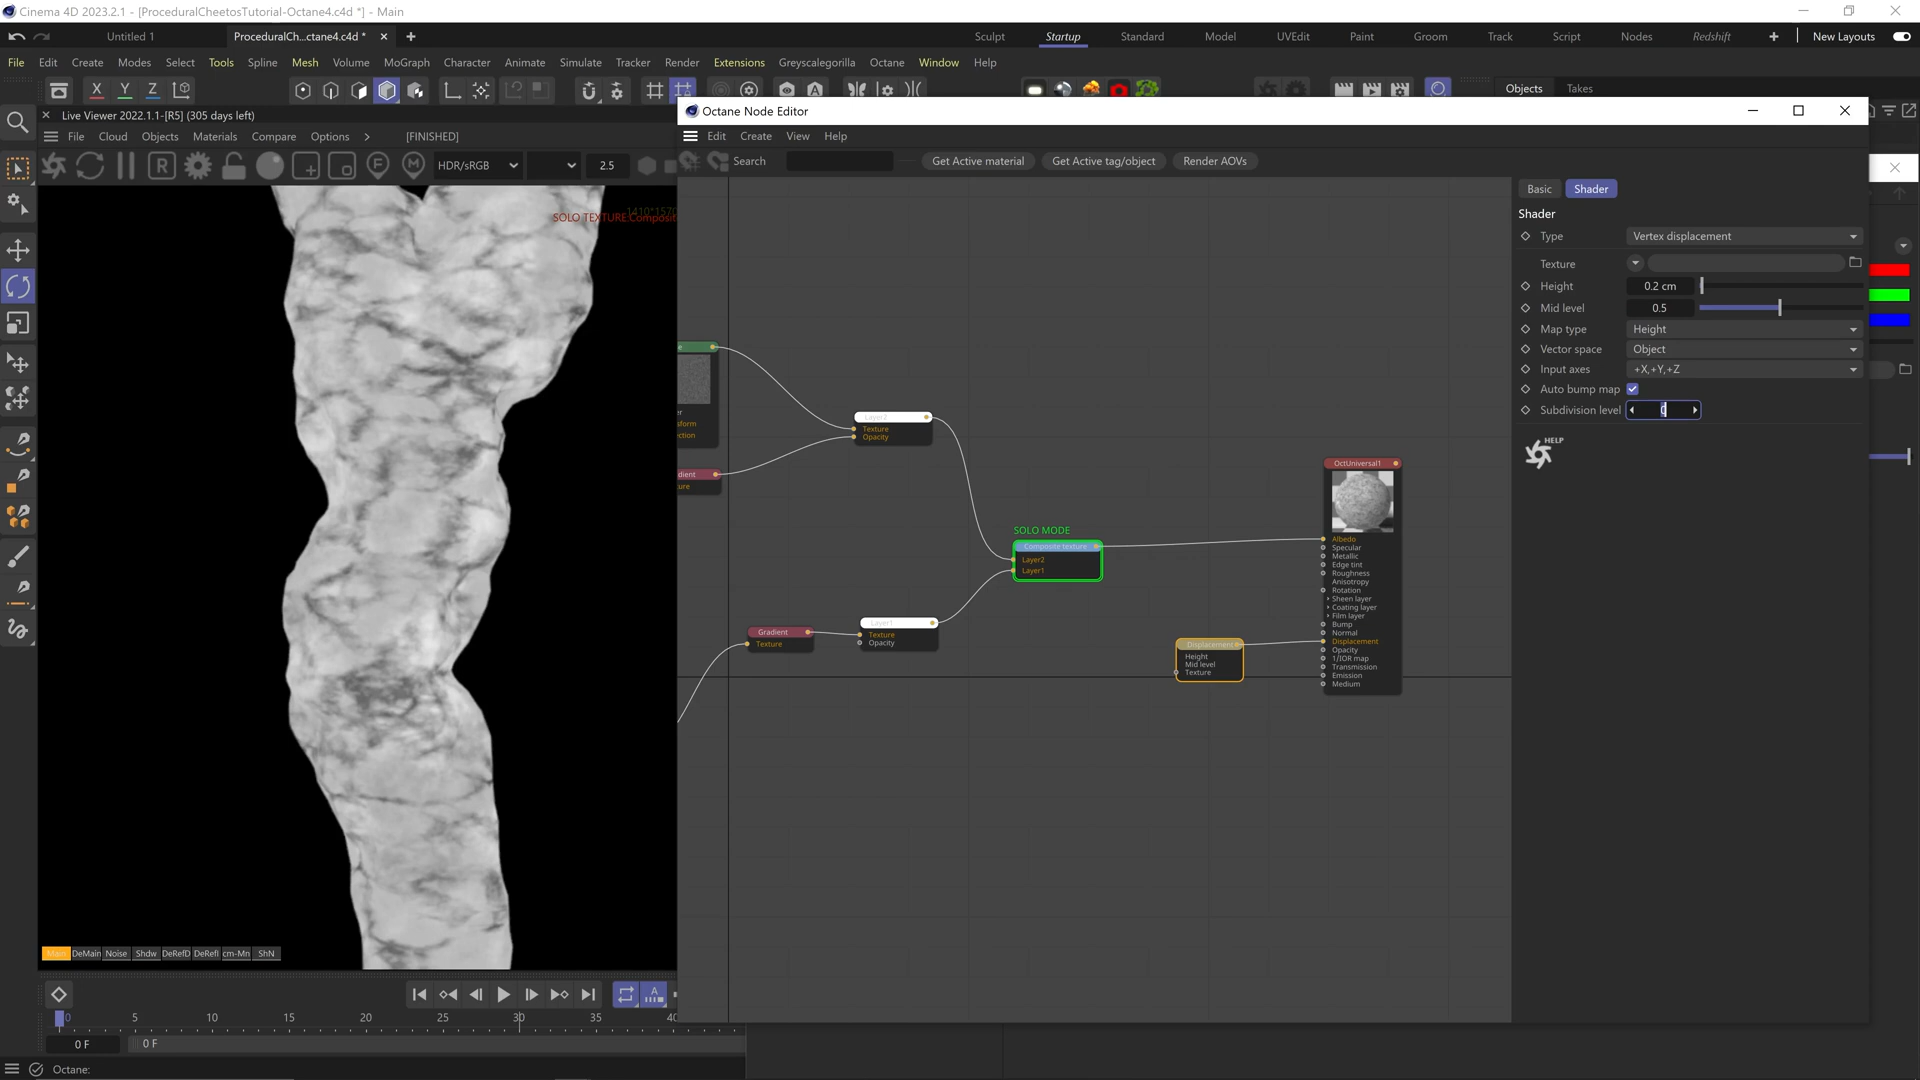 Cinema 4D 2023.2.1 - [ProceduralCheetosTutorial-Octane4.c4d *] - Main
Untitled 1
ProceduralCh...ctane4.c4d *
Sculpt Startup Standard Model UVEdit Paint Groom Track Script Nodes Redshift New Layouts
File Edit Create Modes Select Tools Spline Mesh Volume MoGraph Character Animate Simulate Tracker Render Extensions Greyscalegorilla Octane Window Help
X Y Z
Objects Takes
Live Viewer 2022.1.1-[R5] (305 days left)
File Cloud Objects Materials Compare Options > [FINISHED]
HDR/sRGB 2.5
1410*1570
SOLO TEXTURE:Composit
Octane Node Editor
Edit Create View Help
Search
Get Active material
Get Active tag/object
Render AOVs
Basic Shader
Shader
Type Vertex displacement
Texture
Height 0.2 cm
Mid level 0.5
Map type Height
Vector space Object
Input axes +X,+Y,+Z
Auto bump map
Subdivision level
HELP
Layer2
Texture
Opacity
SOLO MODE
Composite texture
Layer2
Layer1
Gradient
Texture
Layer1
Texture
Opacity
Displacement
Height
Mid level
Texture
OctUniversal1
Albedo
Specular
Metallic
Edge tint
Roughness
Anisotropy
Rotation
Sheen layer
Coating layer
Film layer
Bump
Normal
Displacement
Opacity
1/IOR map
Transmission
Emission
Medium
Main DeMain Noise Shdw DeRefD DeRefl cm-Mn ShN
0 5 10 15 20 25 30 35 40
0 F
0 F
Octane: